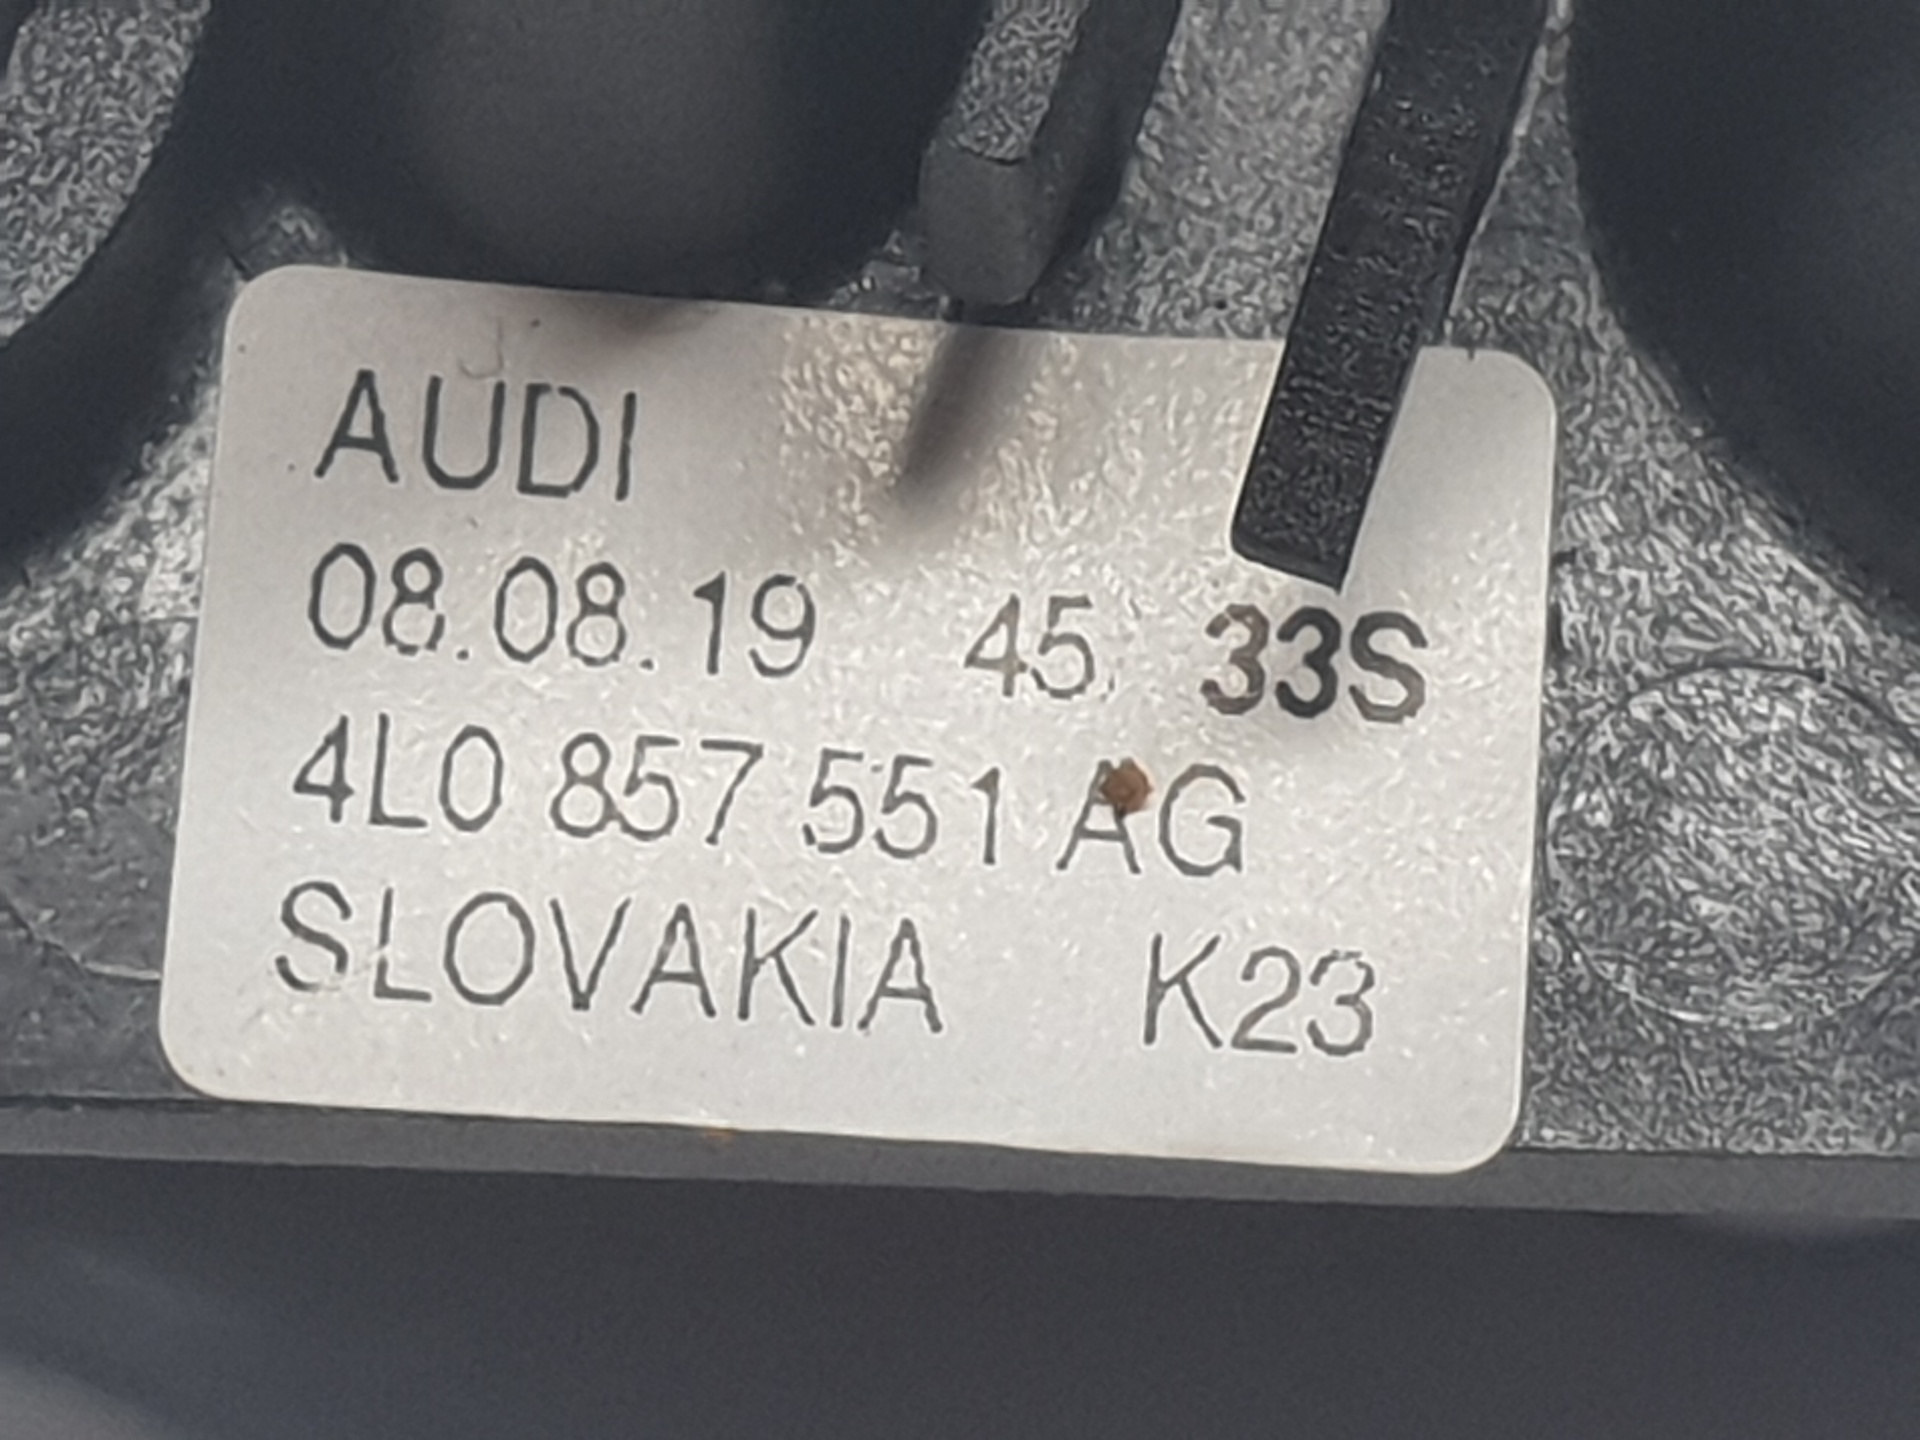 AUDI
08.08.19 45 33S
4L0 857 551 AG
SLOVAKIA K23